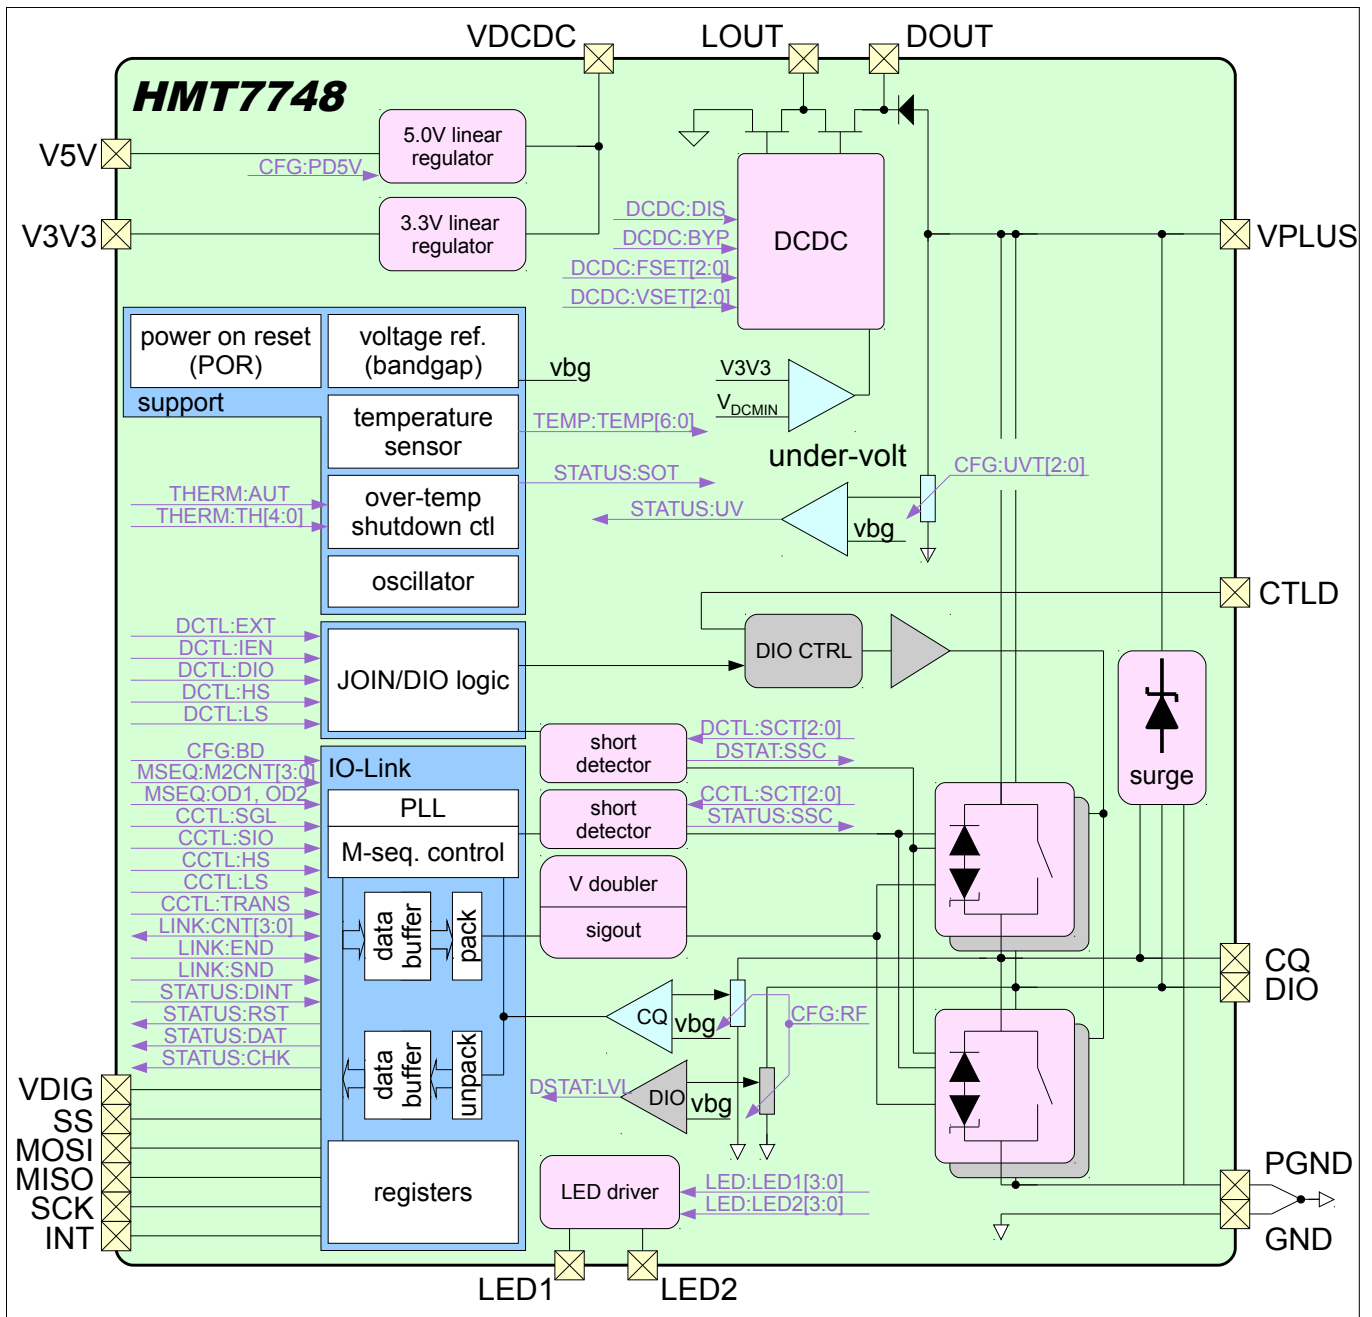 VDCDC
LOUT
DOUT
HMT7748
V5V
5.0V linear
regulator
CFG:PD5V
V3V3
3.3V linear
regulator
DCDC:DIS
DCDC:BYP
DCDC:FSET[2:0]
DCDC:VSET[2:0]
DCDC
VPLUS
power on reset
(POR)
voltage ref.
(bandgap)
vbg
support
V3V3
VDCMIN
temperature
sensor
TEMP:TEMP[6:0]
under-volt
CFG:UVT[2:0]
STATUS:SOT
THERM:AUT
THERM:TH[4:0]
over-temp
shutdown ctl
STATUS:UV
vbg
oscillator
CTLD
DCTL:EXT
DCTL:IEN
DCTL:DIO
DCTL:HS
DCTL:LS
JOIN/DIO logic
DIO CTRL
short
detector
DCTL:SCT[2:0]
DSTAT:SSC
surge
CFG:BD
MSEQ:M2CNT[3:0]
MSEQ:OD1, OD2
CCTL:SGL
CCTL:SIO
CCTL:HS
CCTL:LS
CCTL:TRANS
LINK:CNT[3:0]
LINK:END
LINK:SND
STATUS:DINT
STATUS:RST
STATUS:DAT
STATUS:CHK
IO-Link
PLL
M-seq. control
short
detector
CCTL:SCT[2:0]
STATUS:SSC
V doubler
sigout
data
buffer
pack
CQ
DIO
CQ
vbg
CFG:RF
data
buffer
unpack
DSTAT:LVL
DIO
vbg
VDIG
SS
MOSI
MISO
SCK
INT
registers
LED driver
LED:LED1[3:0]
LED:LED2[3:0]
PGND
GND
LED1
LED2